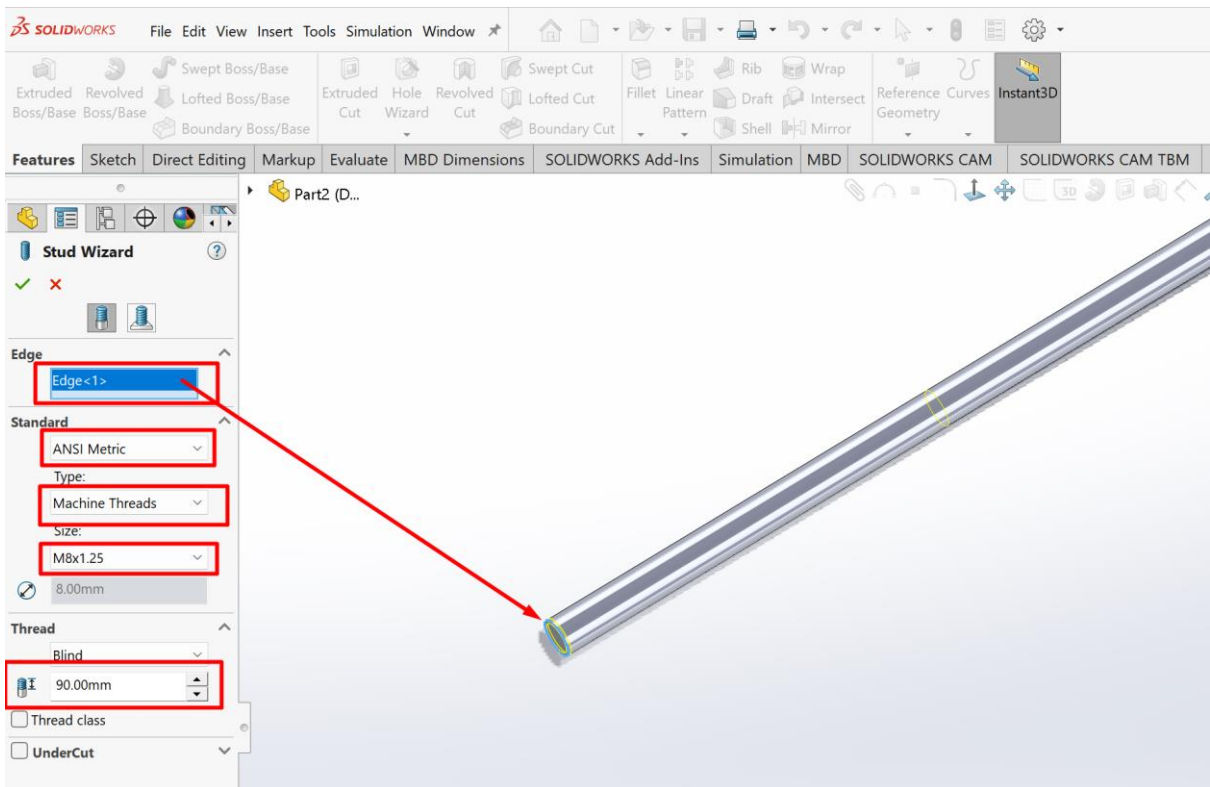 SOLIDWORKS File Edit View Insert Tools Simulation Window
Extruded Boss/Base
Revolved Boss/Base
Swept Boss/Base
Lofted Boss/Base
Boundary Boss/Base
Extruded Cut
Hole Wizard
Revolved Cut
Swept Cut
Lofted Cut
Boundary Cut
Fillet
Linear Pattern
Rib
Draft
Shell
Wrap
Intersect
Mirror
Reference Geometry
Curves
Instant3D
Features Sketch Direct Editing Markup Evaluate MBD Dimensions SOLIDWORKS Add-Ins Simulation MBD SOLIDWORKS CAM SOLIDWORKS CAM TBM
Part2 (D...
3D
Stud Wizard
Edge
Edge<1>
Standard
ANSI Metric
Type:
Machine Threads
Size:
M8x1.25
8.00mm
Thread
Blind
90.00mm
Thread class
UnderCut